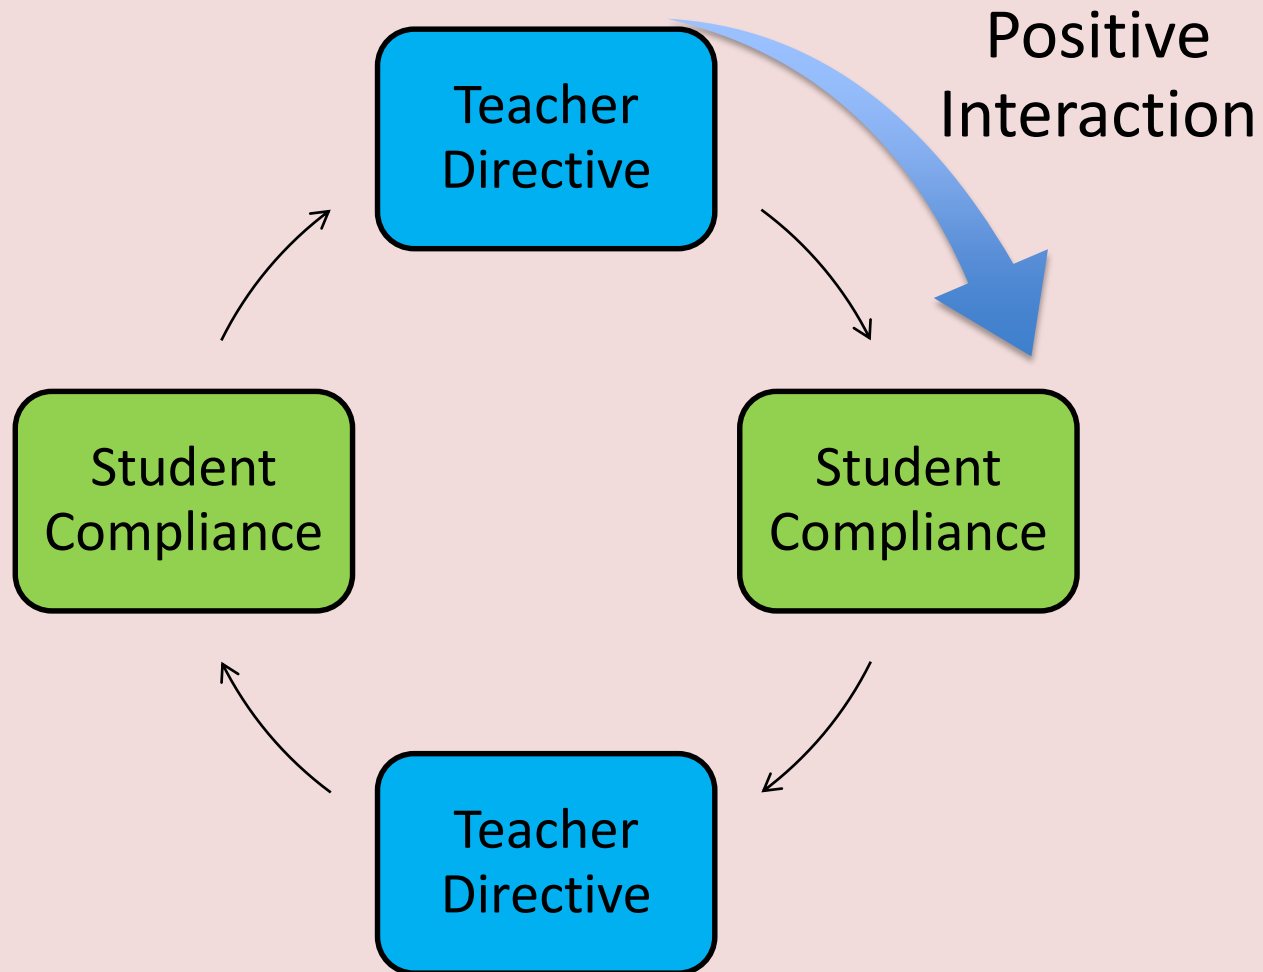 Positive
Interaction
Teacher
Directive
Student
Compliance
Student
Compliance
Teacher
Directive